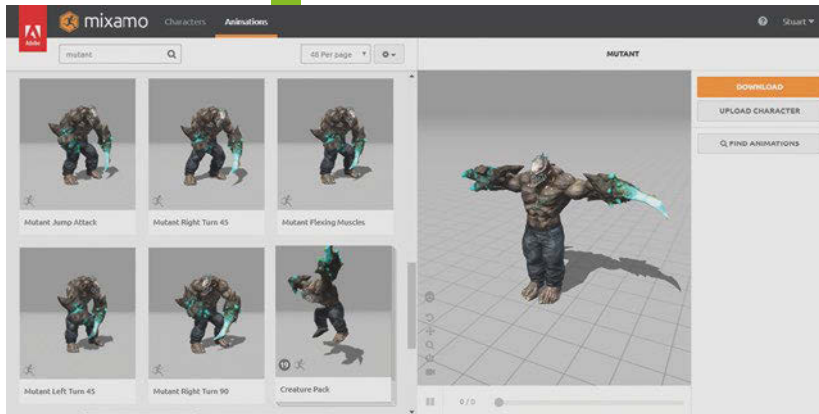 Adobe
mixamo
Characters
Animations
Stuart
mutant
48 Per page
MUTANT
DOWNLOAD
UPLOAD CHARACTER
FIND ANIMATIONS
Mutant Jump Attack
Mutant Right Turn 45
Mutant Flexing Muscles
Mutant Left Turn 45
Mutant Right Turn 90
Creature Pack
0 / 0